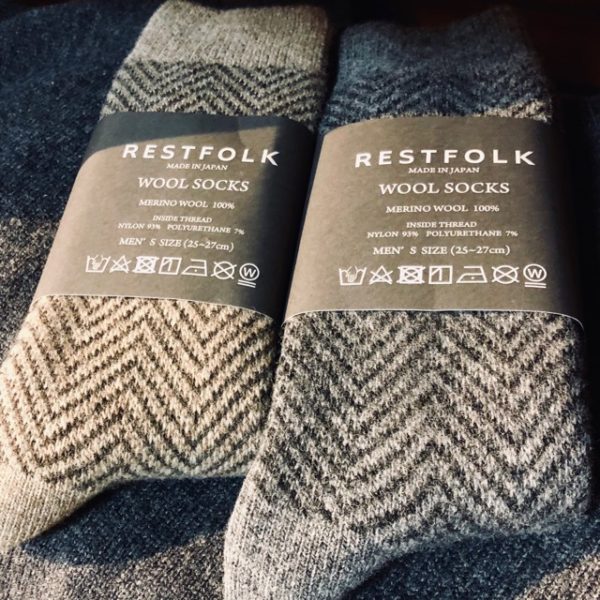 RESTFOLK
MADE IN JAPAN
WOOL SOCKS
MERINO WOOL 100%
INSIDE THREAD
NYLON 93% POLYURETHANE 7%
MEN' S SIZE (25~27cm)
W
RESTFOLK
MADE IN JAPAN
WOOL SOCKS
MERINO WOOL 100%
INSIDE THREAD
NYLON 93% POLYURETHANE 7%
MEN' S SIZE (25~27cm)
W